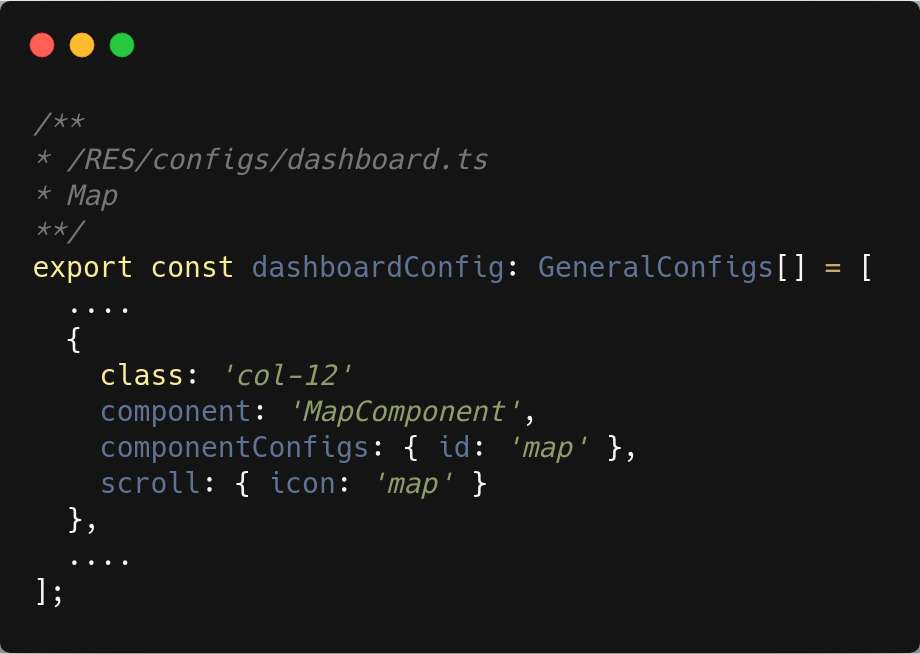 /**
* /RES/configs/dashboard.ts
* Map
**/
export const dashboardConfig: GeneralConfigs[] = [
  ....
  {
    class: 'col-12'
    component: 'MapComponent',
    componentConfigs: { id: 'map' },
    scroll: { icon: 'map' }
  },
  ....
];